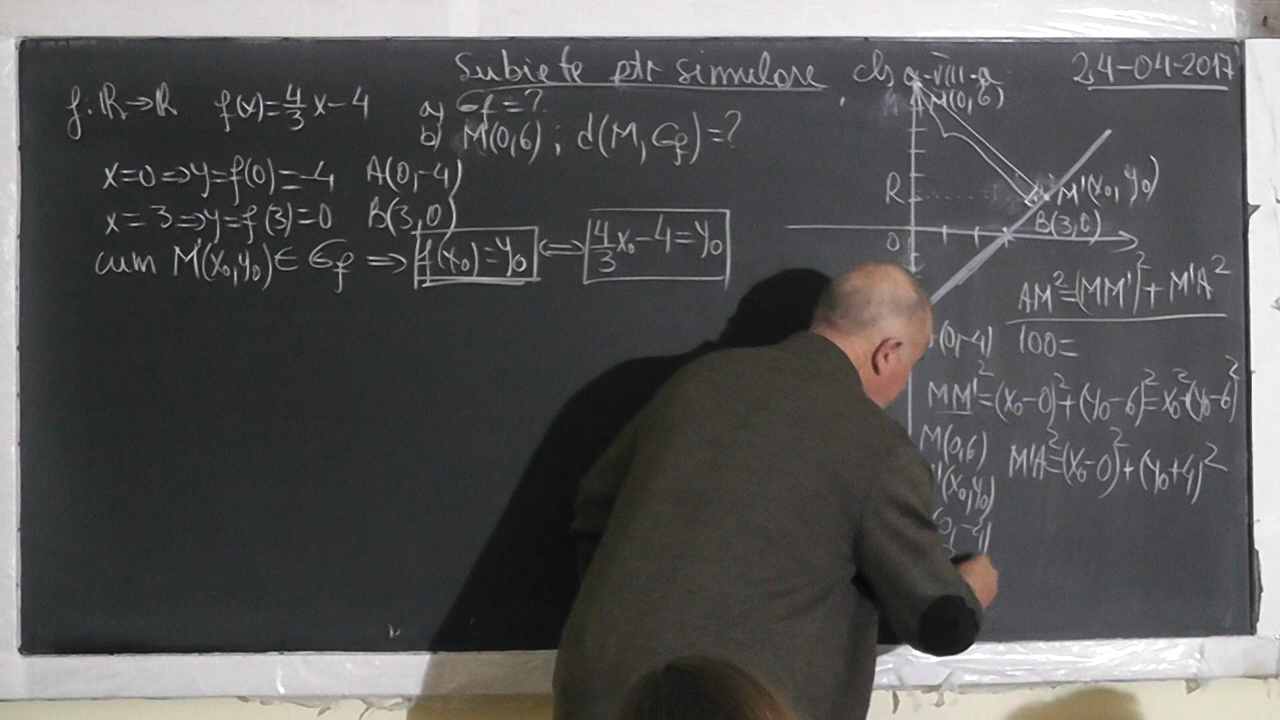 Subiete ptr simulare cls a-VIII-a 24-04-2017
f: ℝ→ℝ f(x)=4/3 x-4 a) Gf=?
b) M(0,6); d(M, Gf)=?
x=0⇒y=f(0)=-4 A(0,-4)
x=3⇒y=f(3)=0 B(3,0)
cum M'(x₀,y₀)∈Gf ⇒ f(x₀)=y₀ ⇔ 4/3 x₀-4=y₀
M(0,6)
R M'(x₀, y₀)
B(3,0)
0
AM²=(MM')²+M'A²
(0,-4) 100=
MM'²=(x₀-0)²+(y₀-6)²=x₀²+(y₀-6)²
M(0,6)
M'A²=(x₀-0)²+(y₀+4)²
'(x₀,y₀)